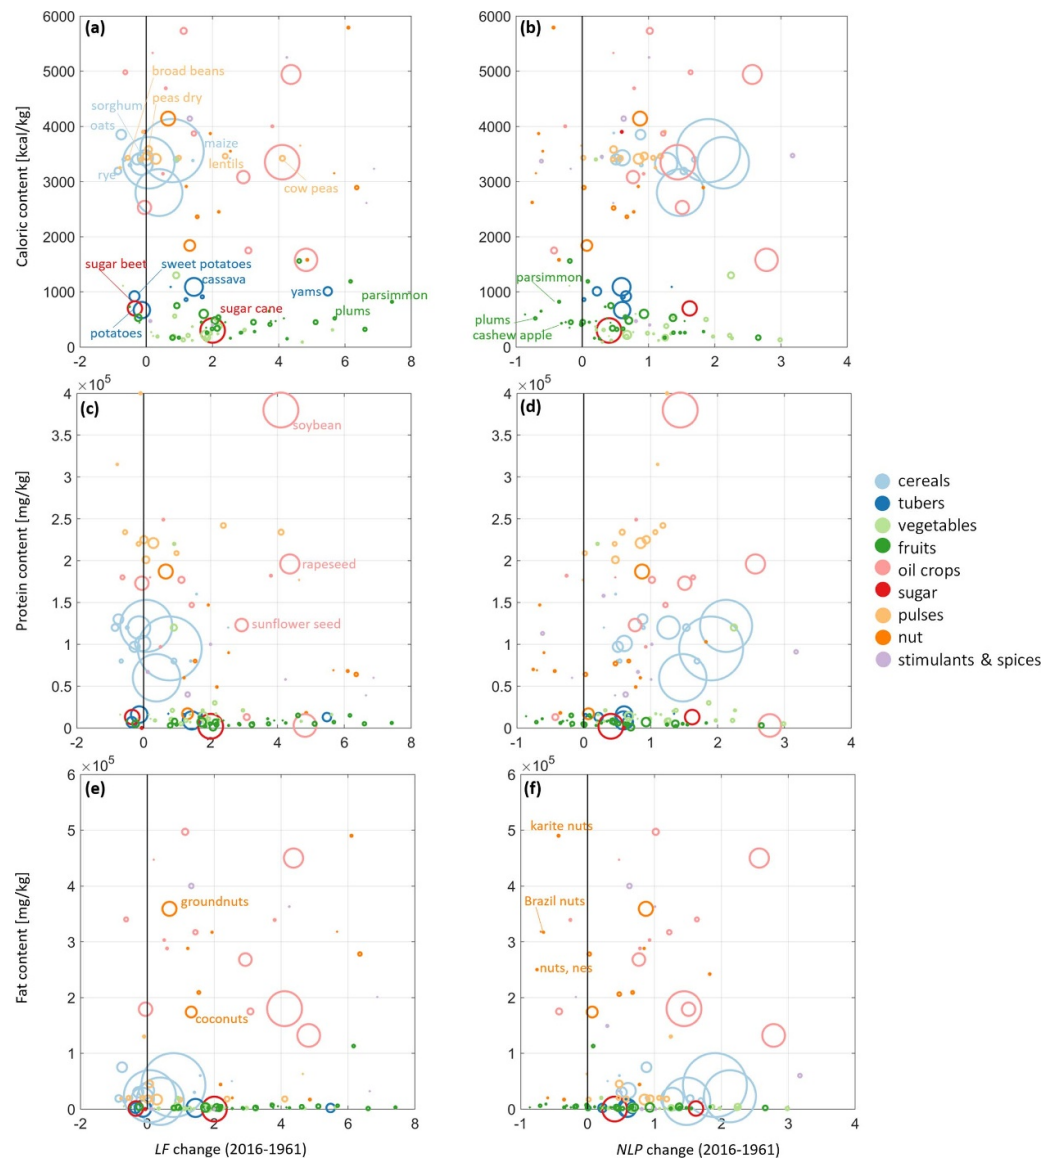 (a)
Caloric content [kcal/kg]
6000
5000
4000
3000
2000
1000
0
-2 0 2 4 6 8
broad beans
peas dry
sorghum
oats
maize
lentils
rye
cow peas
sugar beet
sweet potatoes
cassava
yams
parsimmon
sugar cane
plums
potatoes
(b)
6000
5000
4000
3000
2000
1000
0
-1 0 1 2 3 4
parsimmon
plums
cashew apple
(c)
Protein content [mg/kg]
×10⁵
4
3.5
3
2.5
2
1.5
1
0.5
0
-2 0 2 4 6 8
soybean
rapeseed
sunflower seed
(d)
×10⁵
4
3.5
3
2.5
2
1.5
1
0.5
0
-1 0 1 2 3 4
cereals
tubers
vegetables
fruits
oil crops
sugar
pulses
nut
stimulants & spices
(e)
Fat content [mg/kg]
×10⁵
6
5
4
3
2
1
0
-2 0 2 4 6 8
groundnuts
coconuts
LF change (2016-1961)
(f)
×10⁵
6
5
4
3
2
1
0
-1 0 1 2 3 4
karite nuts
Brazil nuts
nuts, nes
NLP change (2016-1961)